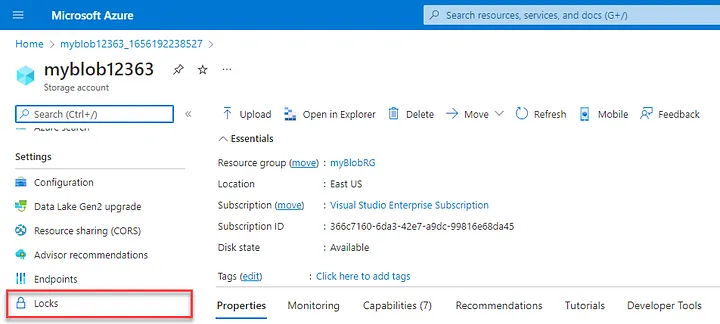 Microsoft Azure
Search resources, services, and docs (G+/)
Home > myblob12363_1656192238527 >
myblob12363
Storage account
Search (Ctrl+/)
Upload Open in Explorer Delete Move Refresh Mobile Feedback
Azure Search
Settings
Configuration
Data Lake Gen2 upgrade
Resource sharing (CORS)
Advisor recommendations
Endpoints
Locks
Essentials
Resource group (move) : myBlobRG
Location : East US
Subscription (move) : Visual Studio Enterprise Subscription
Subscription ID : 366c7160-6da3-42e7-a9dc-99816e68da45
Disk state : Available
Tags (edit) : Click here to add tags
Properties Monitoring Capabilities (7) Recommendations Tutorials Developer Tools